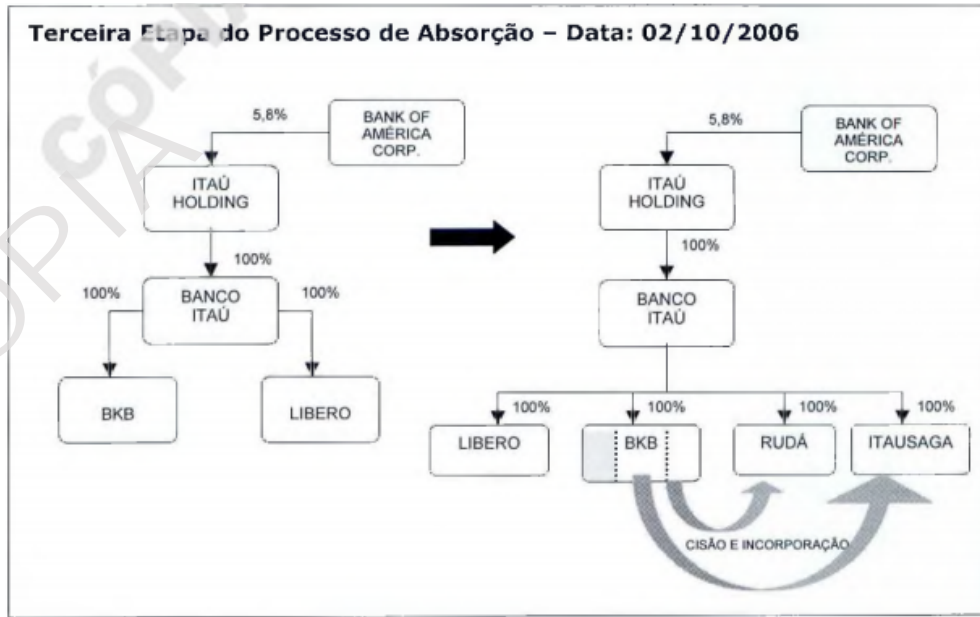 Terceira Etapa do Processo de Absorção – Data: 02/10/2006
CÓPIA
5,8%
BANK OF
AMÉRICA
CORP.
ITAÚ
HOLDING
100%
BANCO
ITAÚ
100%
100%
BKB
LIBERO
5,8%
BANK OF
AMÉRICA
CORP.
ITAÚ
HOLDING
100%
BANCO
ITAÚ
100%
100%
100%
100%
LIBERO
BKB
RUDÁ
ITAUSAGA
CISÃO E INCORPORAÇÃO